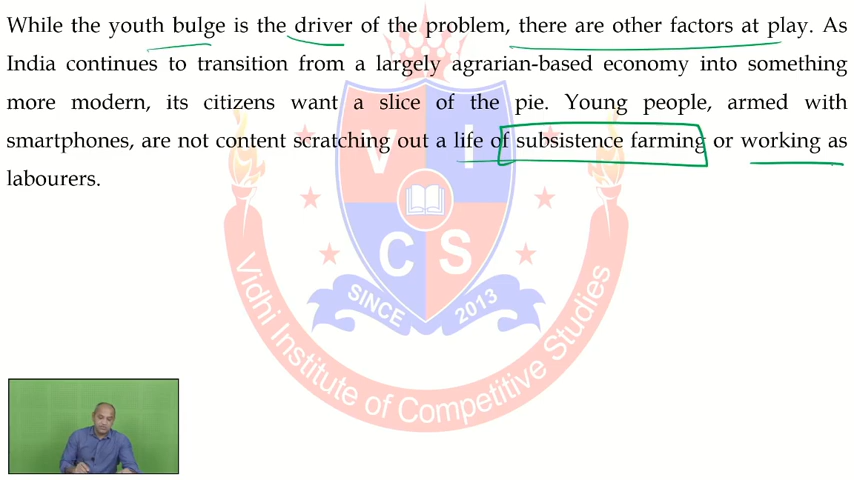 While the youth bulge is the driver of the problem, there are other factors at play. As
India continues to transition from a largely agrarian-based economy into something
more modern, its citizens want a slice of the pie. Young people, armed with
smartphones, are not content scratching out a life of subsistence farming or working as
labourers.
V I
C S
SINCE 2013
Vidhi Institute of Competitive Studies